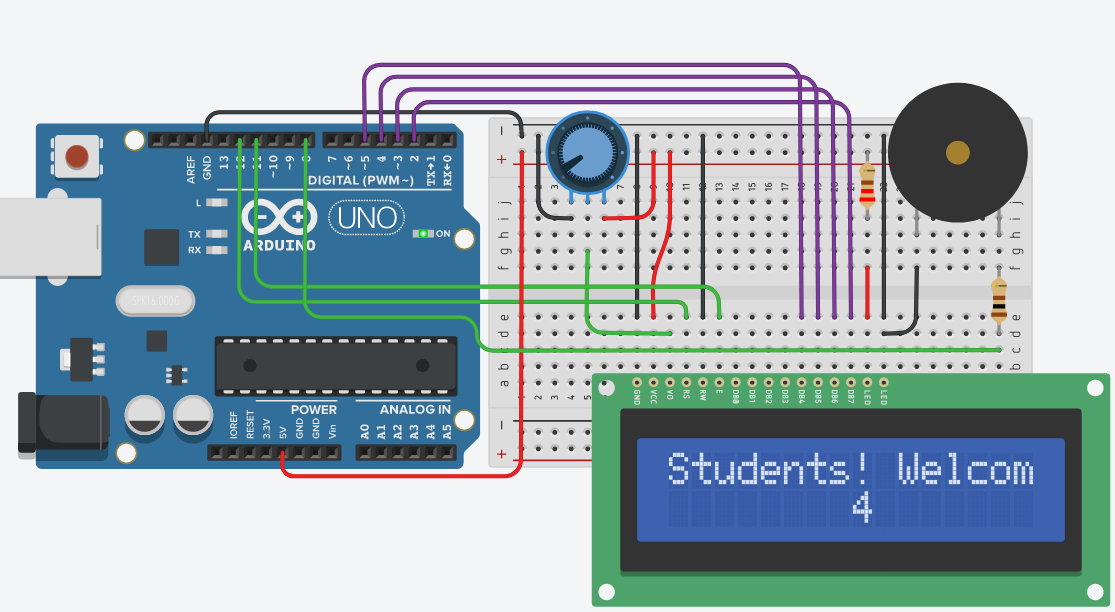 AREF
GND
13
12
11
~10
~9
8
7
~6
~5
4
~3
2
TX→1
RX←0
DIGITAL (PWM~)
L
TX
RX
ARDUINO
UNO
ON
SPK16.000G
IOREF
RESET
3.3V
5V
GND
GND
Vin
POWER
ANALOG IN
A0
A1
A2
A3
A4
A5
GND
VCC
V0
RS
RW
E
DB0
DB1
DB2
DB3
DB4
DB5
DB6
DB7
LED
LED
Students! Welcom
4